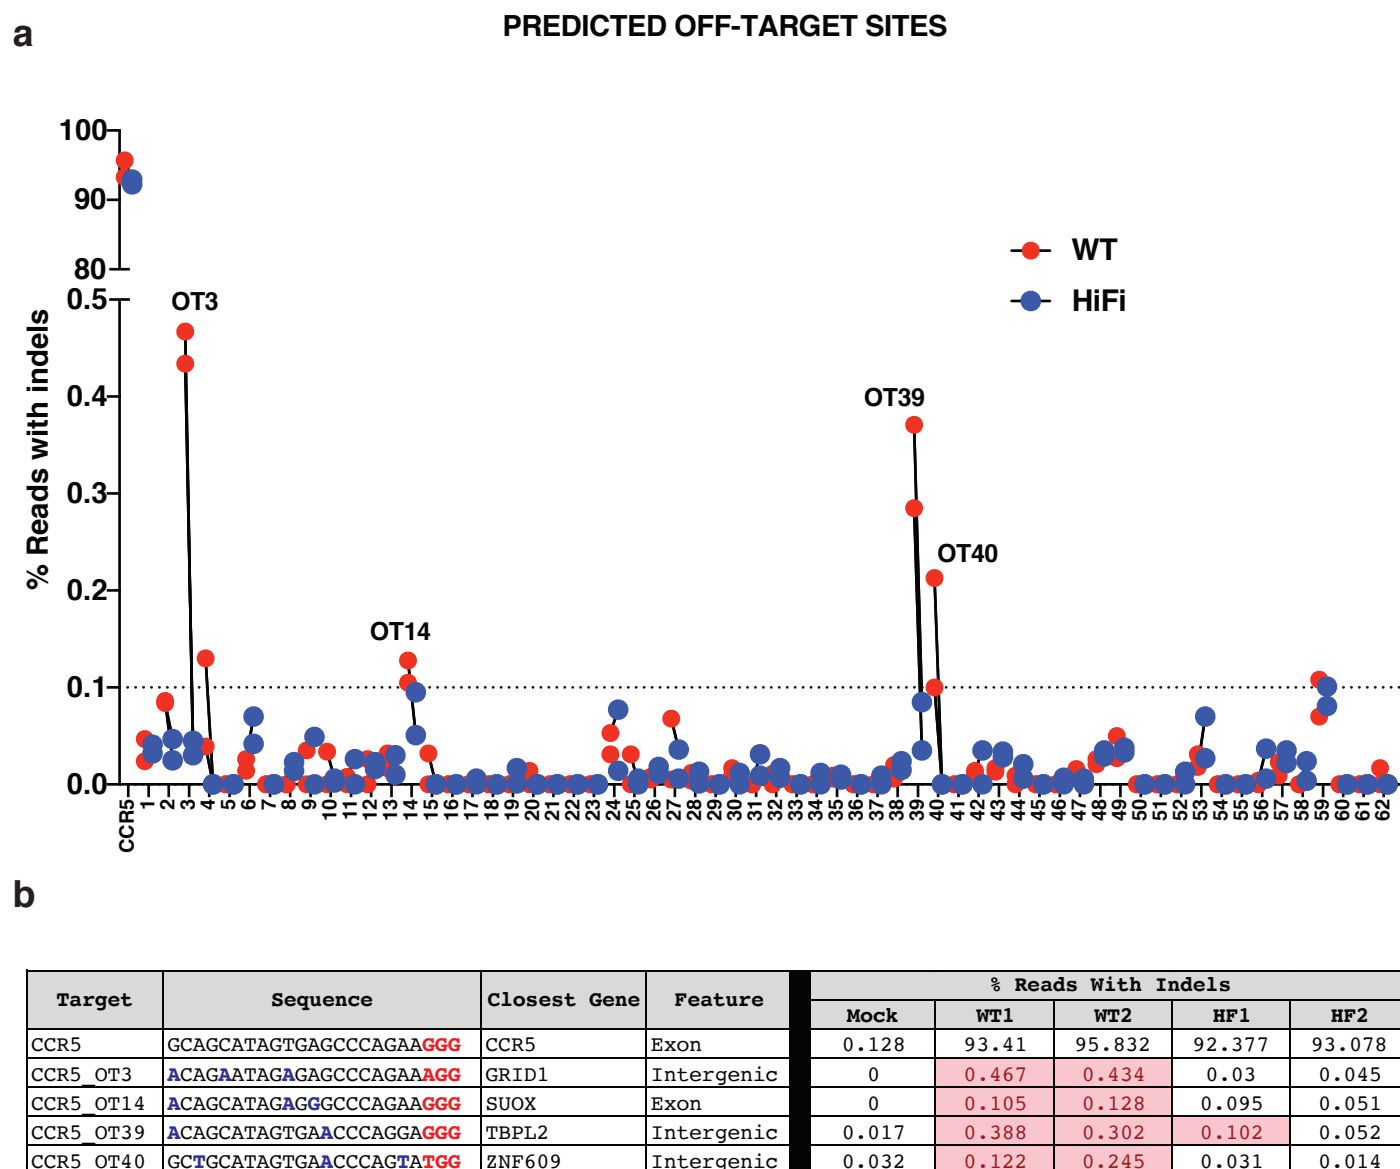 a
PREDICTED OFF-TARGET SITES
100
90
80
0.5
0.4
0.3
0.2
0.1
0.0
% Reads with indels
OT3
OT14
OT39
OT40
WT
HiFi
CCR5 1 2 3 4 5 6 7 8 9 10 11 12 13 14 15 16 17 18 19 20 21 22 23 24 25 26 27 28 29 30 31 32 33 34 35 36 37 38 39 40 41 42 43 44 45 46 47 48 49 50 51 52 53 54 55 56 57 58 59 60 61 62
b
% Reads With Indels
Target Sequence Closest Gene Feature Mock WT1 WT2 HF1 HF2
CCR5 GCAGCATAGTGAGCCCAGAAGGG CCR5 Exon 0.128 93.41 95.832 92.377 93.078
CCR5_OT3 ACAGAATAGAGAGCCCAGAAAGG GRID1 Intergenic 0 0.467 0.434 0.03 0.045
CCR5_OT14 ACAGCATAGAGGGCCCAGAAGGG SUOX Exon 0 0.105 0.128 0.095 0.051
CCR5_OT39 ACAGCATAGTGAACCCAGGAGGG TBPL2 Intergenic 0.017 0.388 0.302 0.102 0.052
CCR5_OT40 GCTGCATAGTGAACCCAGTATGG ZNF609 Intergenic 0.032 0.122 0.245 0.031 0.014